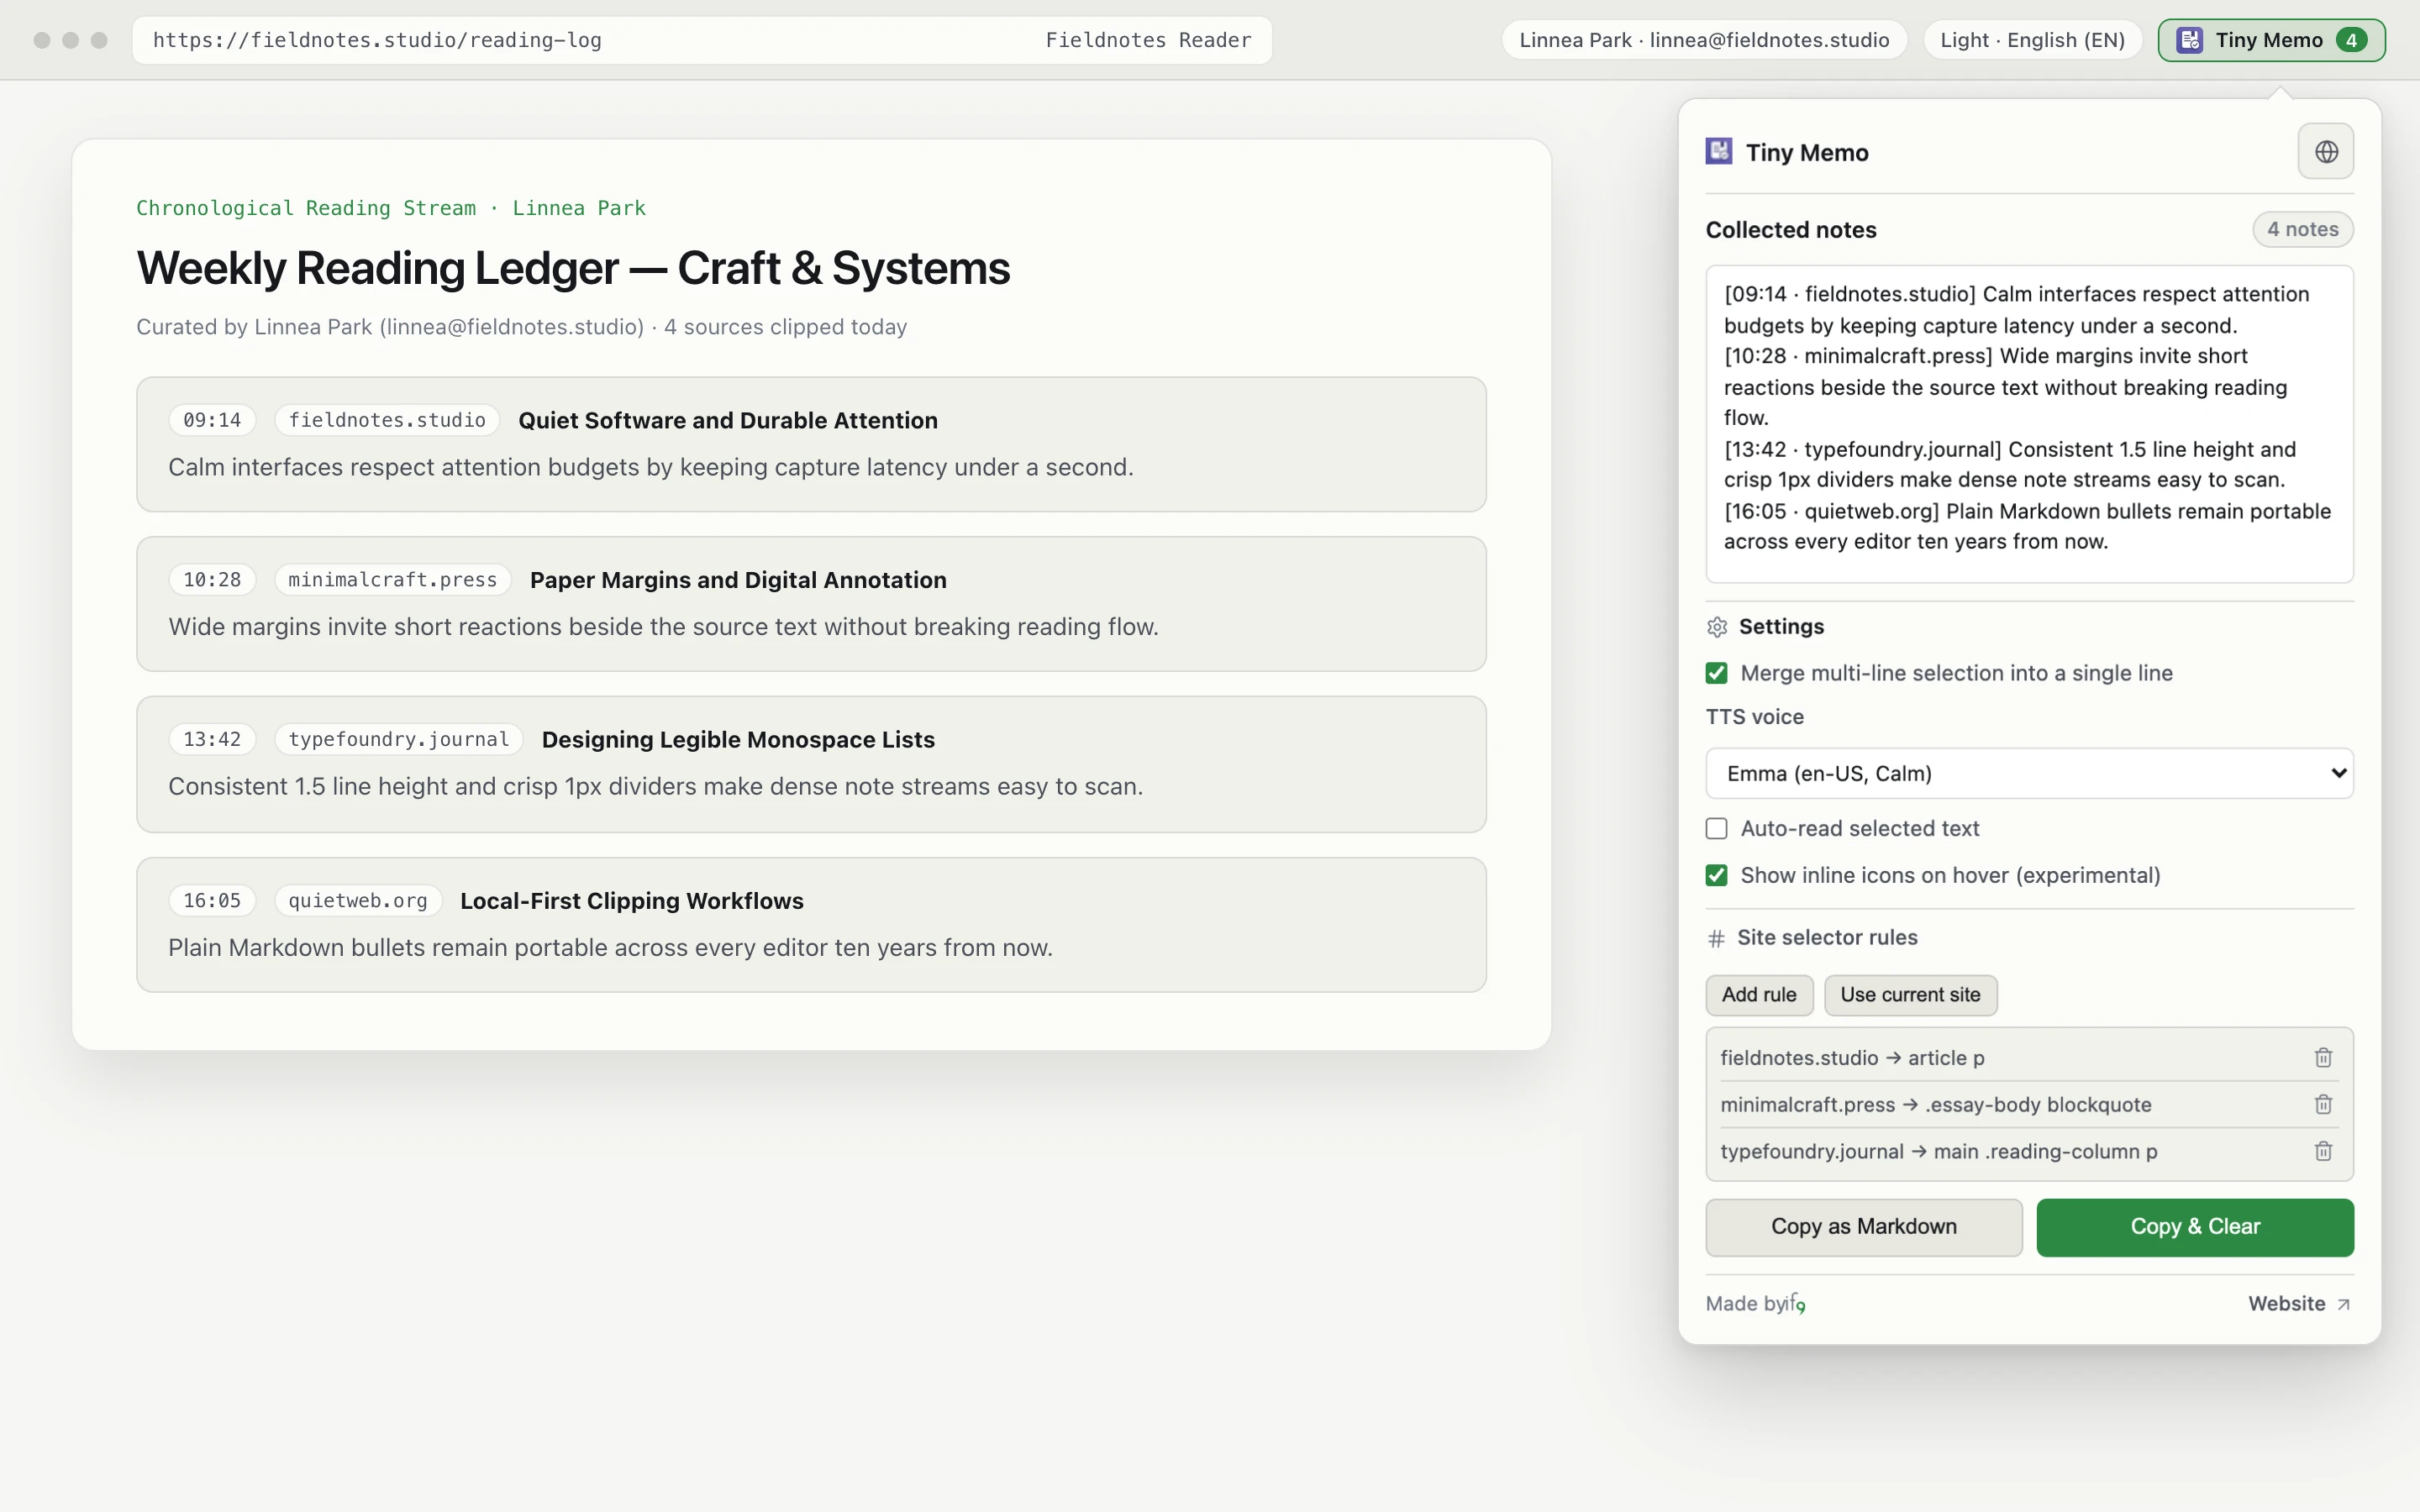 https://fieldnotes.studio/reading-log
Fieldnotes Reader
Linnea Park · linnea@fieldnotes.studio
Light · English (EN)
Tiny Memo 4
Chronological Reading Stream · Linnea Park
Weekly Reading Ledger — Craft & Systems
Curated by Linnea Park (linnea@fieldnotes.studio) · 4 sources clipped today
09:14 fieldnotes.studio Quiet Software and Durable Attention
Calm interfaces respect attention budgets by keeping capture latency under a second.
10:28 minimalcraft.press Paper Margins and Digital Annotation
Wide margins invite short reactions beside the source text without breaking reading flow.
13:42 typefoundry.journal Designing Legible Monospace Lists
Consistent 1.5 line height and crisp 1px dividers make dense note streams easy to scan.
16:05 quietweb.org Local-First Clipping Workflows
Plain Markdown bullets remain portable across every editor ten years from now.
Tiny Memo
Collected notes
4 notes
[09:14 · fieldnotes.studio] Calm interfaces respect attention
budgets by keeping capture latency under a second.
[10:28 · minimalcraft.press] Wide margins invite short
reactions beside the source text without breaking reading
flow.
[13:42 · typefoundry.journal] Consistent 1.5 line height and
crisp 1px dividers make dense note streams easy to scan.
[16:05 · quietweb.org] Plain Markdown bullets remain portable
across every editor ten years from now.
Settings
Merge multi-line selection into a single line
TTS voice
Emma (en-US, Calm)
Auto-read selected text
Show inline icons on hover (experimental)
# Site selector rules
Add rule
Use current site
fieldnotes.studio → article p
minimalcraft.press → .essay-body blockquote
typefoundry.journal → main .reading-column p
Copy as Markdown
Copy & Clear
Made by if9
Website ↗